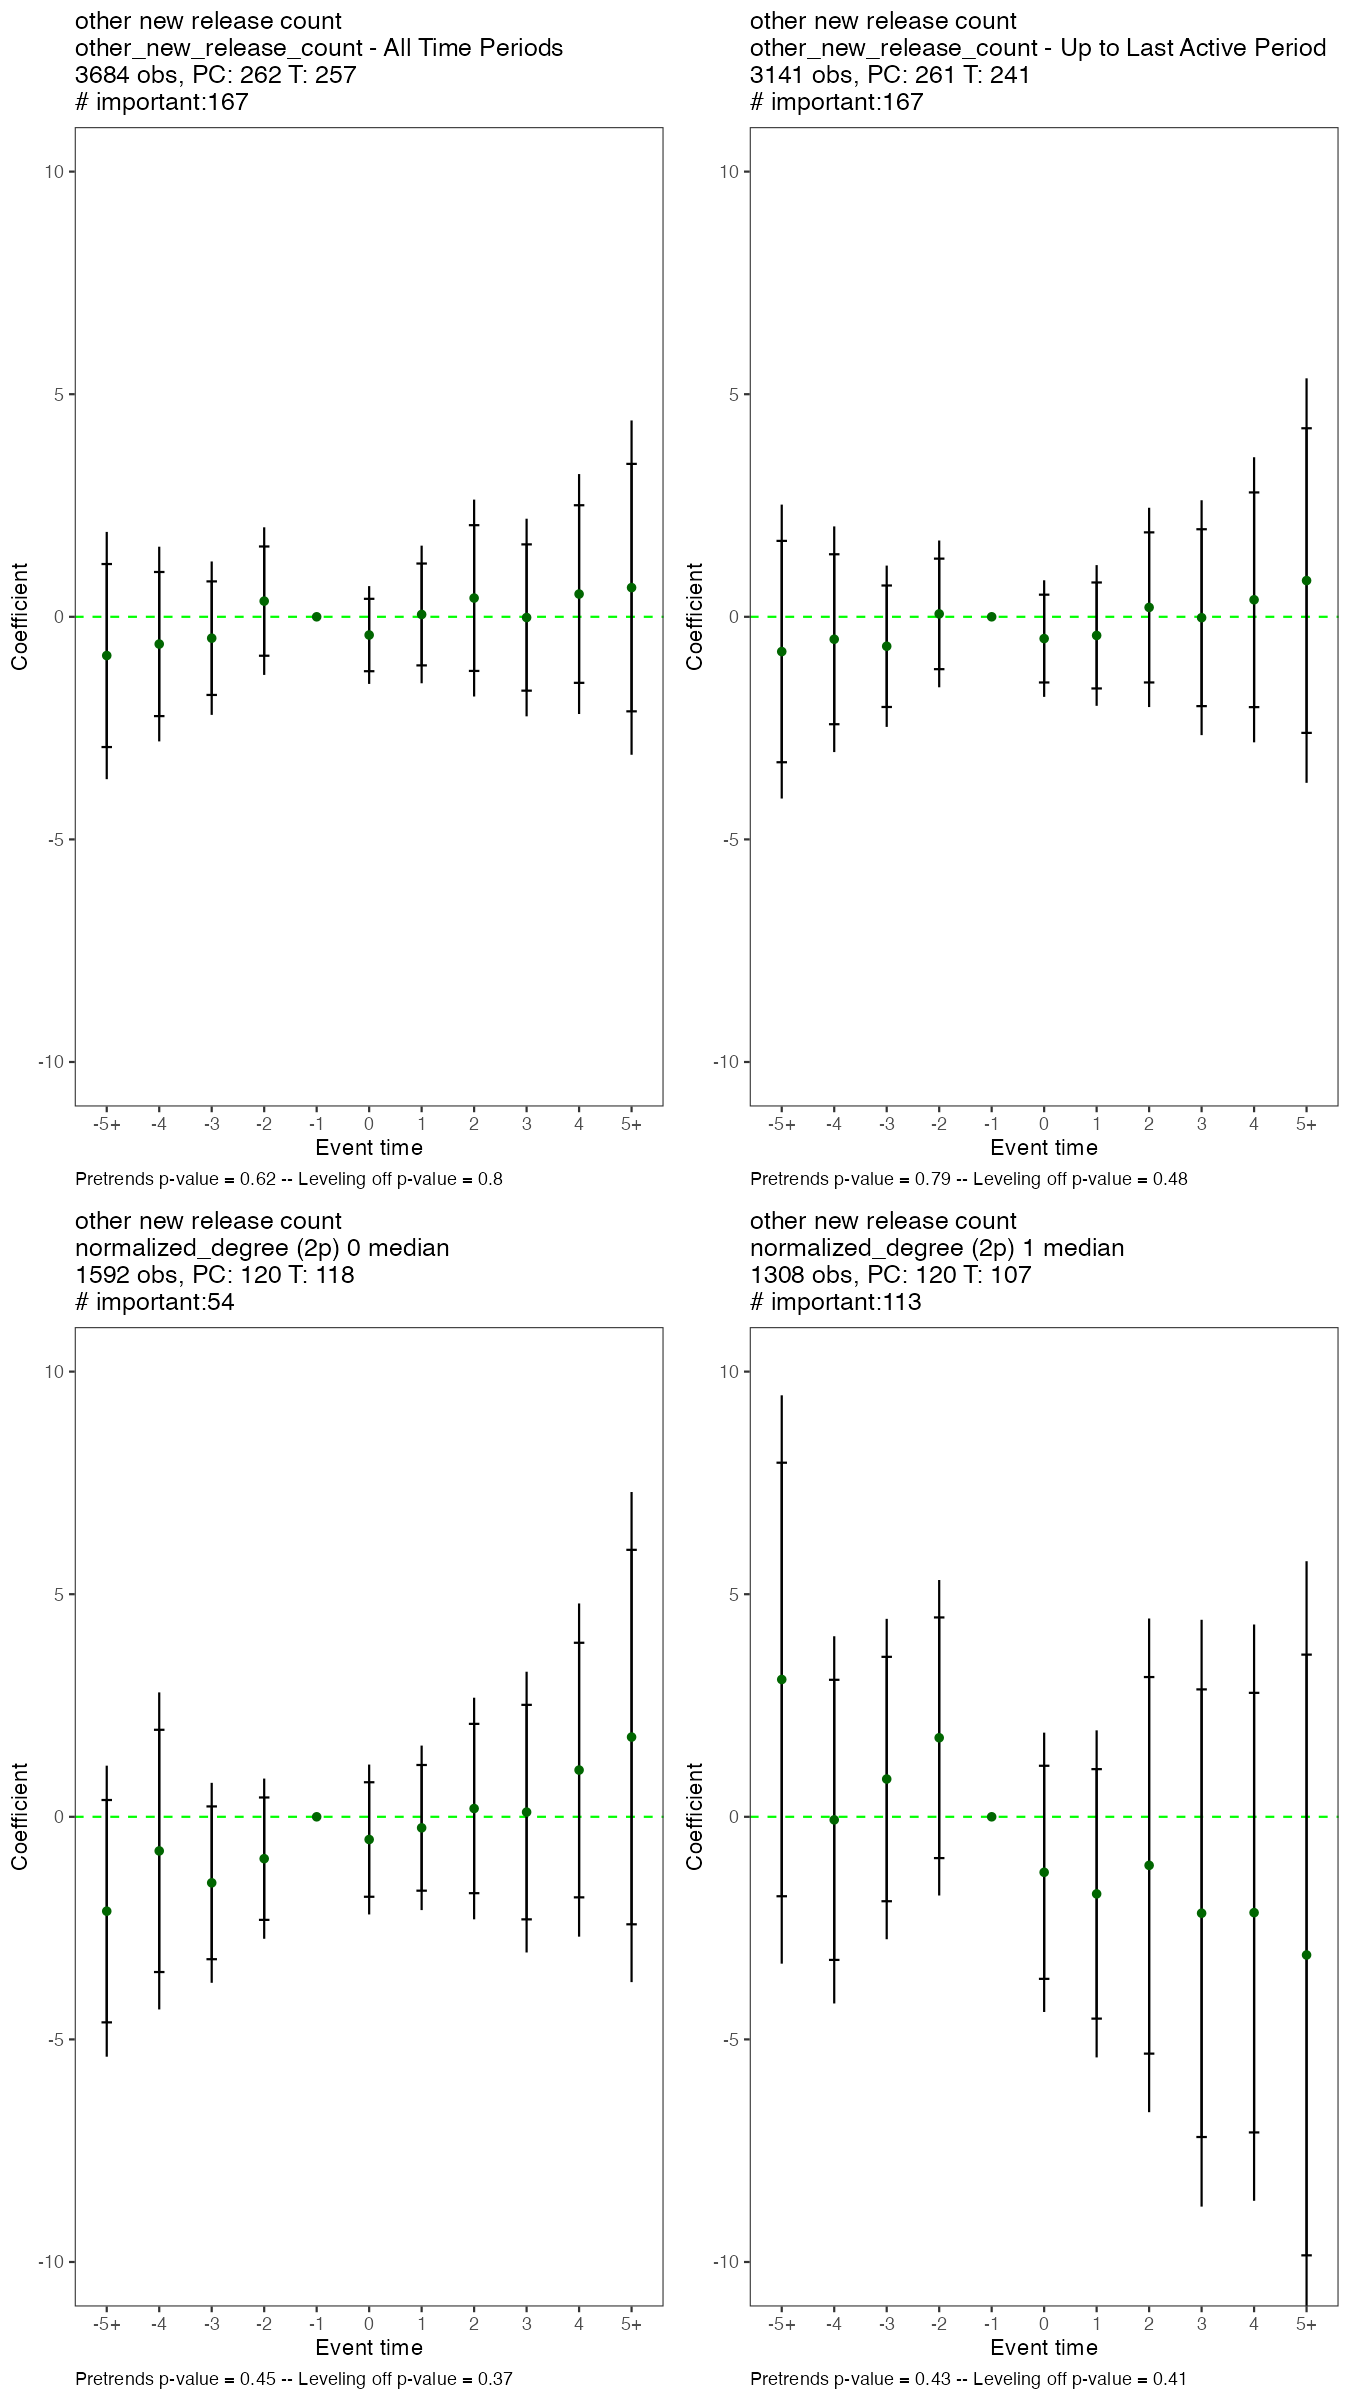 other new release count
other_new_release_count - All Time Periods
3684 obs, PC: 262 T: 257
# important:167
10
5
0
-5
-10
Coefficient
-5+ -4 -3 -2 -1 0 1 2 3 4 5+
Event time
Pretrends p-value = 0.62 -- Leveling off p-value = 0.8
other new release count
other_new_release_count - Up to Last Active Period
3141 obs, PC: 261 T: 241
# important:167
10
5
0
-5
-10
Coefficient
-5+ -4 -3 -2 -1 0 1 2 3 4 5+
Event time
Pretrends p-value = 0.79 -- Leveling off p-value = 0.48
other new release count
normalized_degree (2p) 0 median
1592 obs, PC: 120 T: 118
# important:54
10
5
0
-5
-10
Coefficient
-5+ -4 -3 -2 -1 0 1 2 3 4 5+
Event time
Pretrends p-value = 0.45 -- Leveling off p-value = 0.37
other new release count
normalized_degree (2p) 1 median
1308 obs, PC: 120 T: 107
# important:113
10
5
0
-5
-10
Coefficient
-5+ -4 -3 -2 -1 0 1 2 3 4 5+
Event time
Pretrends p-value = 0.43 -- Leveling off p-value = 0.41